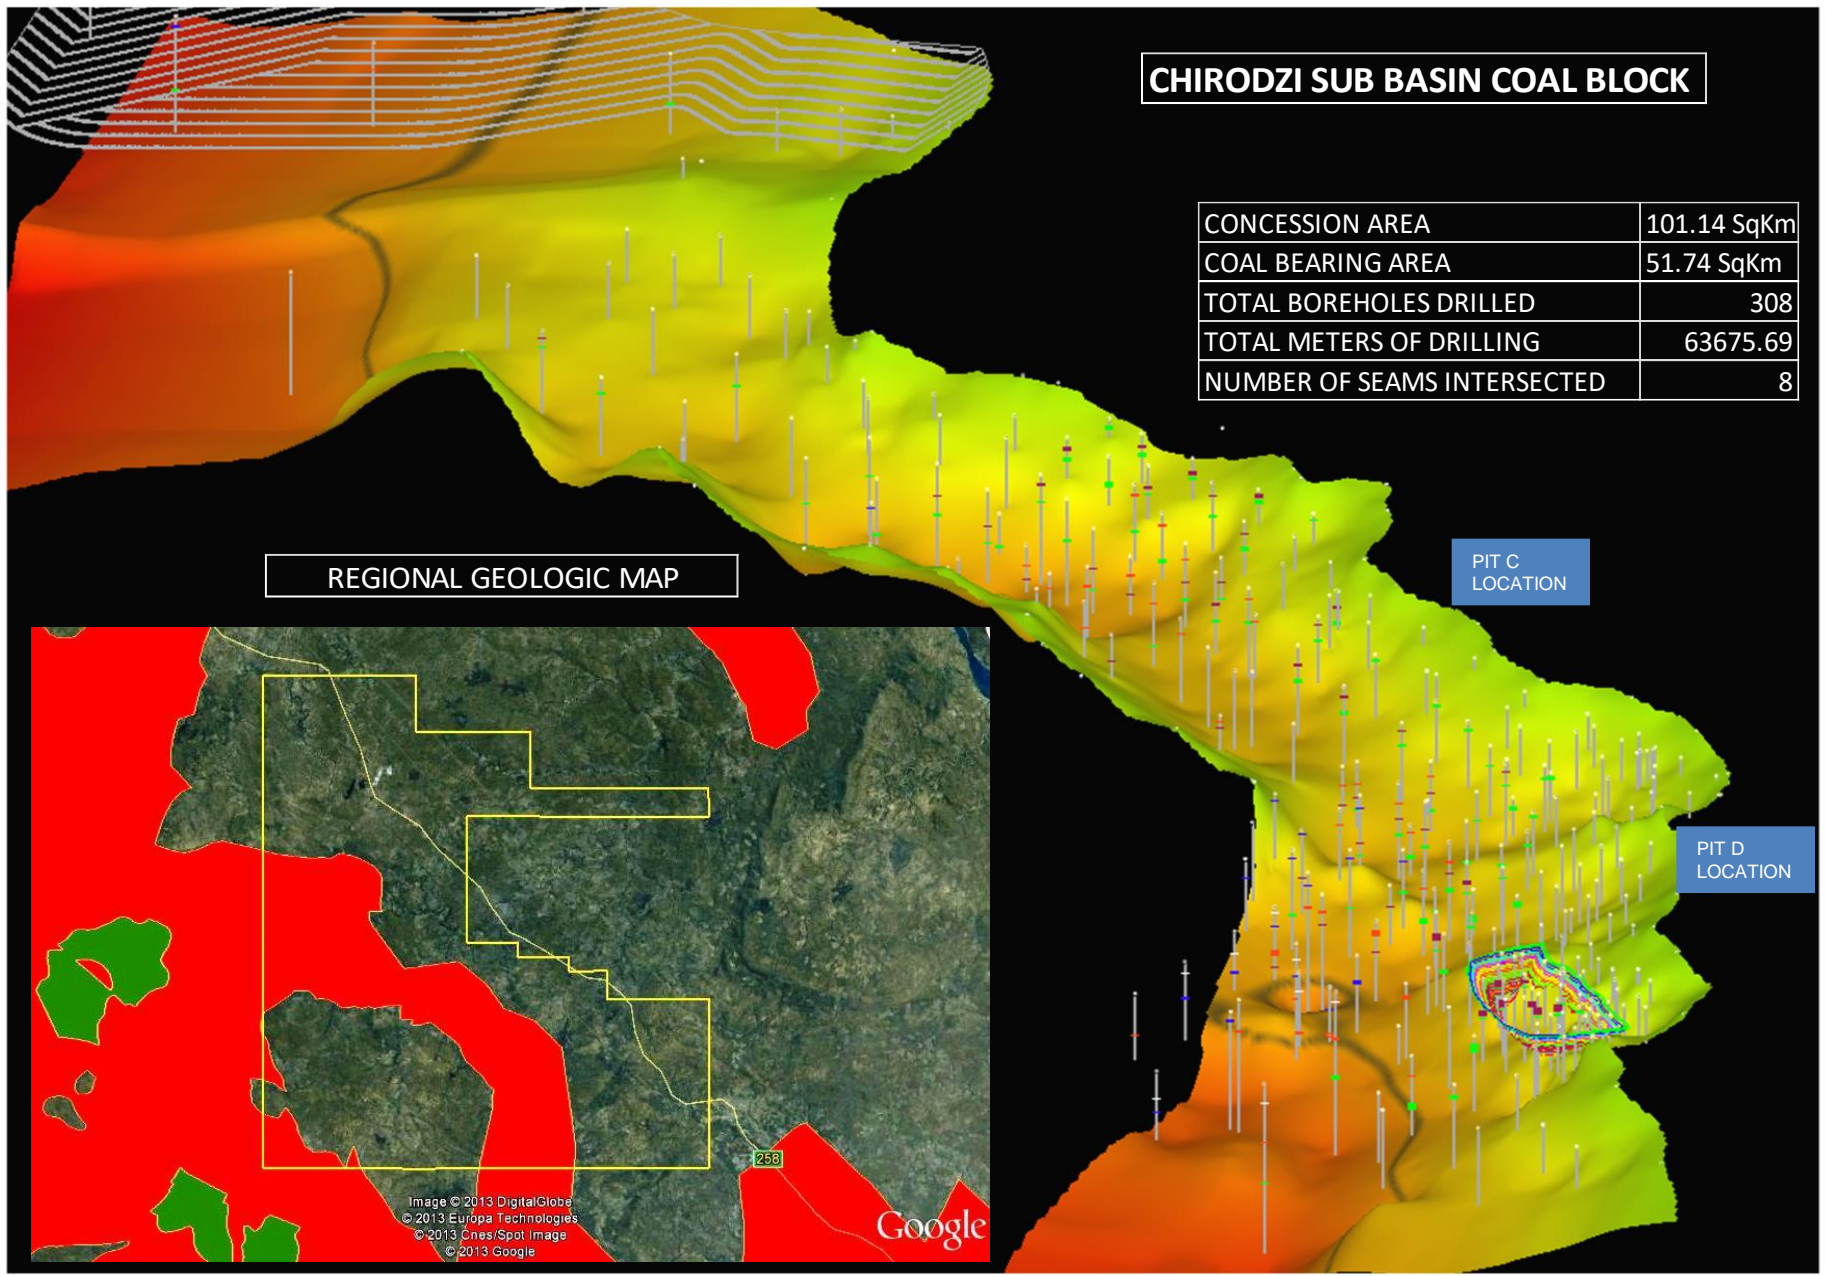 CHIRODZI SUB BASIN COAL BLOCK
CONCESSION AREA 101.14 SqKm
COAL BEARING AREA 51.74 SqKm
TOTAL BOREHOLES DRILLED 308
TOTAL METERS OF DRILLING 63675.69
NUMBER OF SEAMS INTERSECTED 8
PIT C
LOCATION
REGIONAL GEOLOGIC MAP
PIT D
LOCATION
258
Image © 2013 DigitalGlobe
© 2013 Europa Technologies
© 2013 Cnes/Spot Image
© 2013 Google
Google